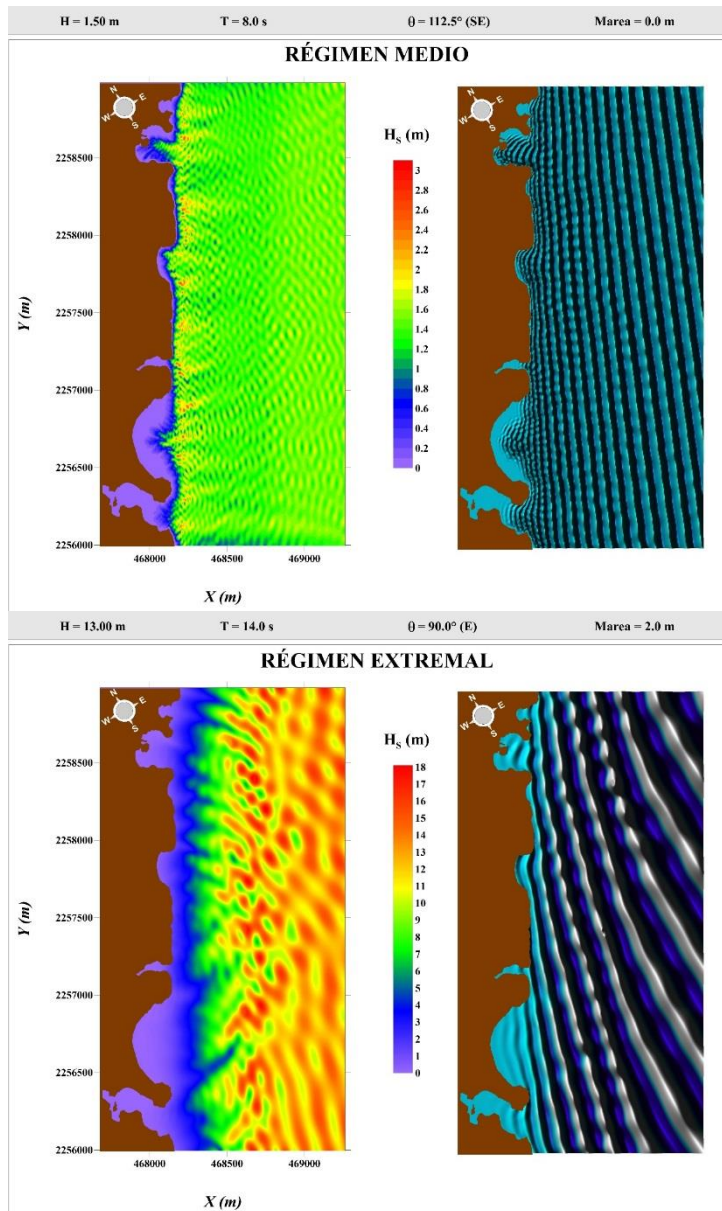 H = 1.50 m T = 8.0 s θ = 112.5° (SE) Marea = 0.0 m
RÉGIMEN MEDIO
N
E
W
S
N
E
W
S
Hs (m)
3
2.8
2.6
2.4
2.2
2
1.8
1.6
1.4
1.2
1
0.8
0.6
0.4
0.2
0
Y (m)
2258500
2258000
2257500
2257000
2256500
2256000
468000 468500 469000
X (m)
H = 13.00 m T = 14.0 s θ = 90.0° (E) Marea = 2.0 m
RÉGIMEN EXTREMAL
N
E
W
S
N
E
W
S
Hs (m)
18
17
16
15
14
13
12
11
10
9
8
7
6
5
4
3
2
1
0
Y (m)
2258500
2258000
2257500
2257000
2256500
2256000
468000 468500 469000
X (m)